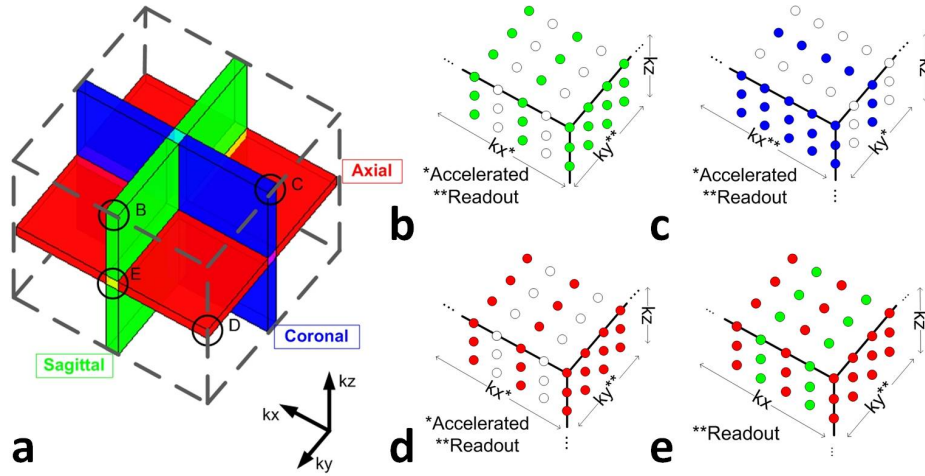 Axial
B
C
E
D
Sagittal
Coronal
kz
kx
ky
a
...
kz
kx*
ky**
*Accelerated
**Readout
...
b
...
kz
kx**
ky*
*Accelerated
**Readout
...
c
...
kz
kx*
ky**
*Accelerated
**Readout
...
d
...
kz
kx
ky**
**Readout
...
e